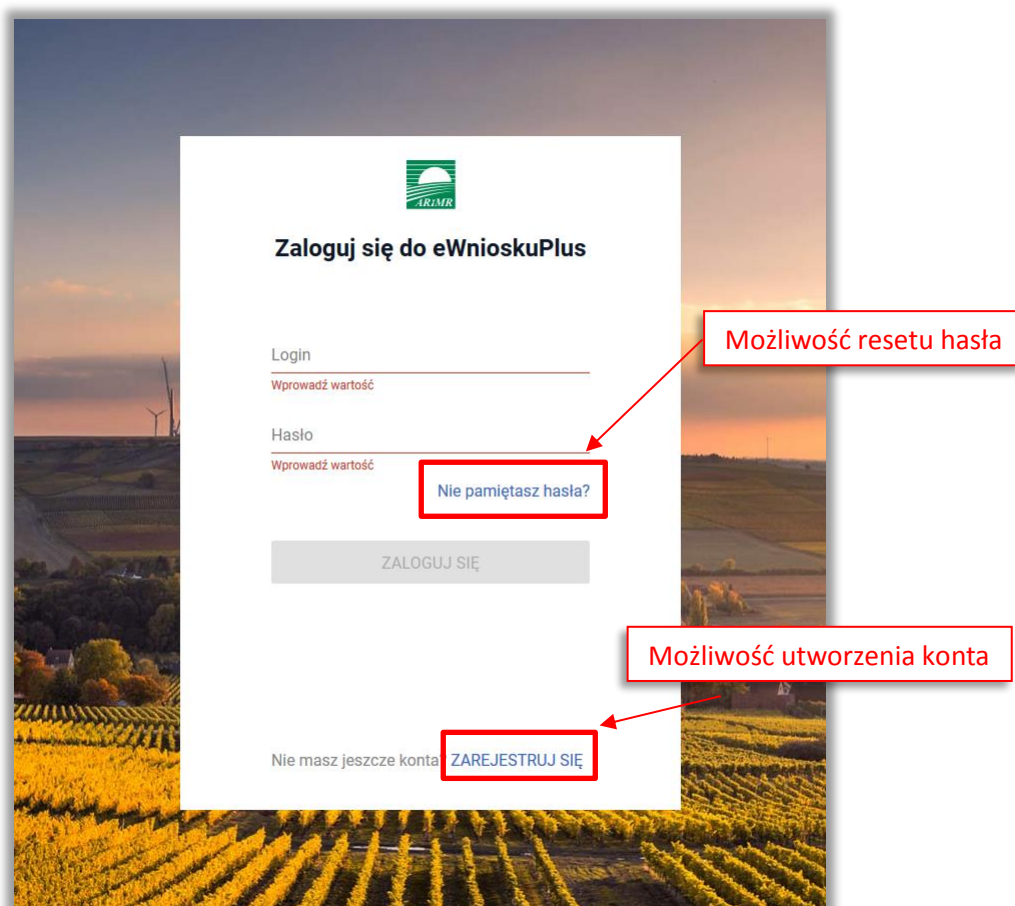 ARiMR
Zaloguj się do eWnioskuPlus
Możliwość resetu hasła
Login
Wprowadź wartość
Hasło
Wprowadź wartość
Nie pamiętasz hasła?
ZALOGUJ SIĘ
Możliwość utworzenia konta
Nie masz jeszcze konta? ZAREJESTRUJ SIĘ